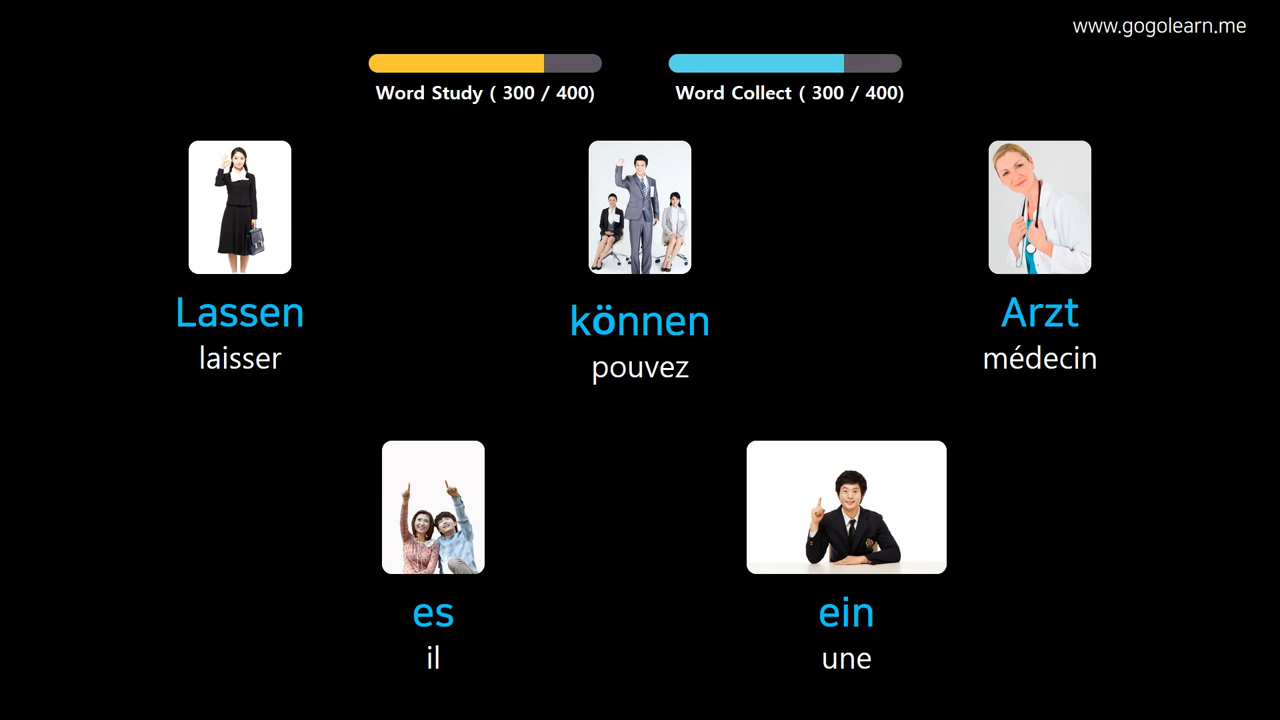 www.gogolearn.me
Word Study ( 300 / 400)
Word Collect ( 300 / 400)
Lassen
laisser
können
pouvez
Arzt
médecin
es
il
ein
une